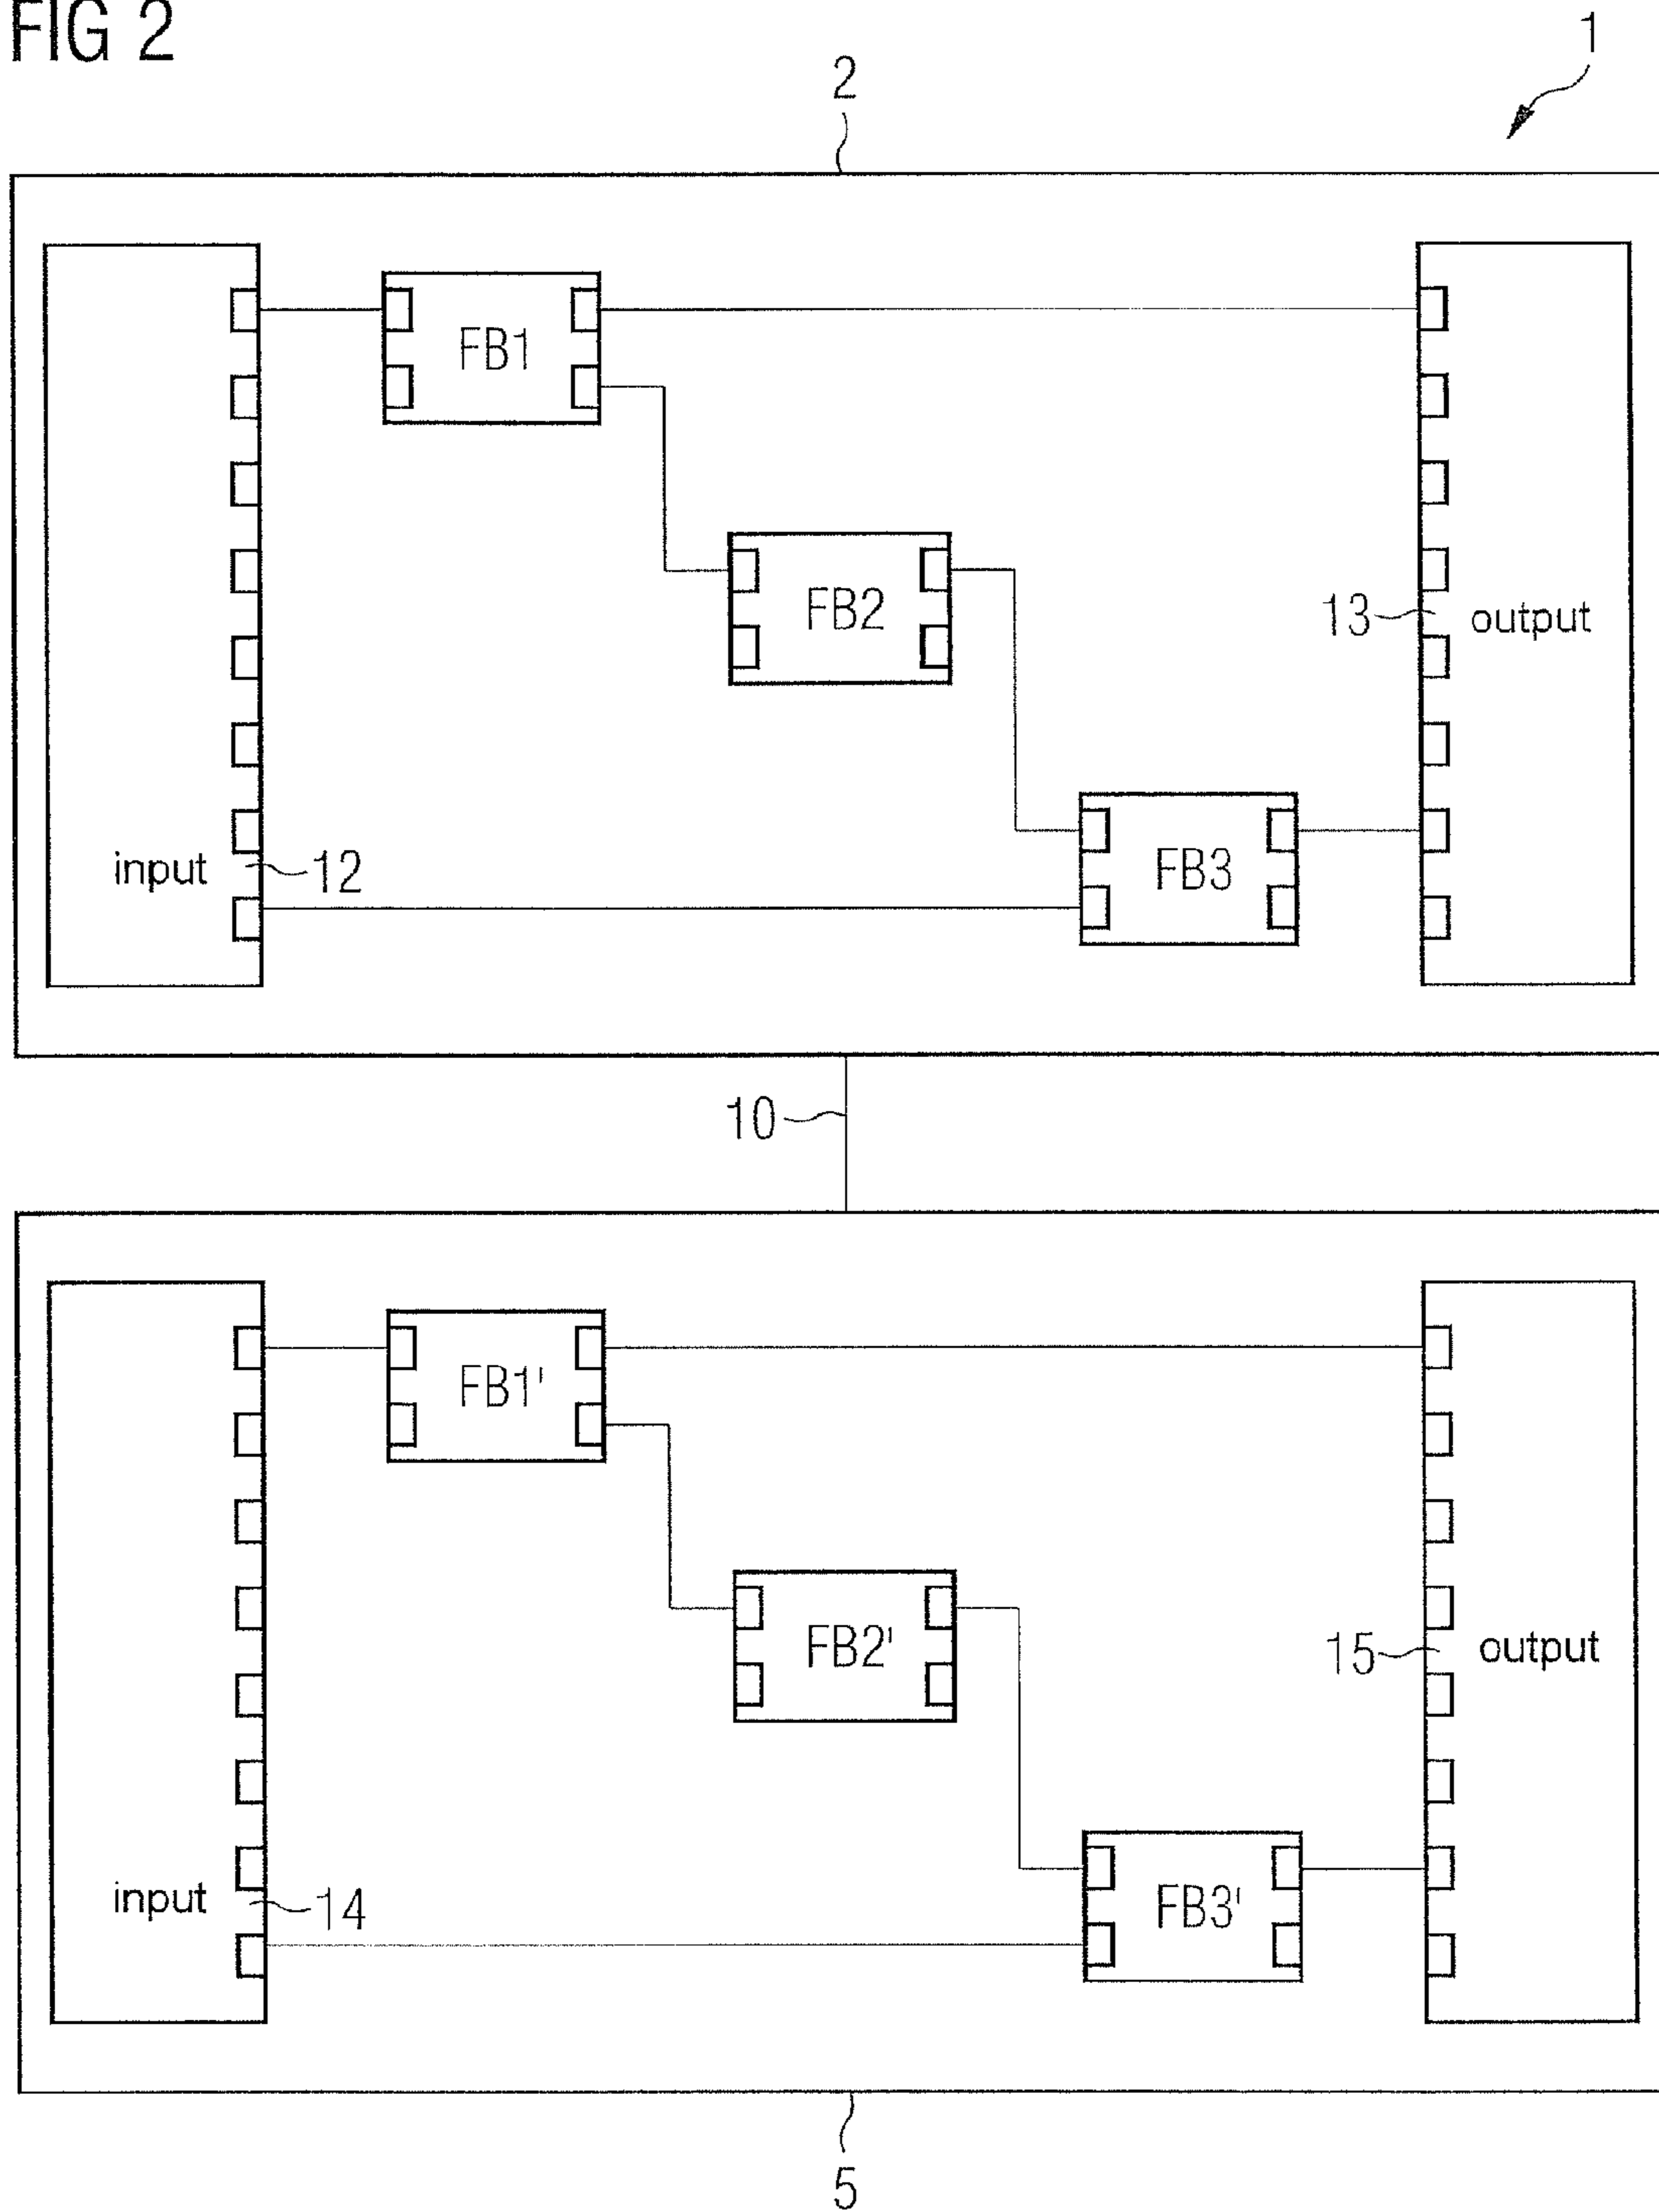 FIG 2
1
2
FB1
FB2
13 output
input 12
FB3
10
FB1'
FB2'
15 output
input 14
FB3'
5